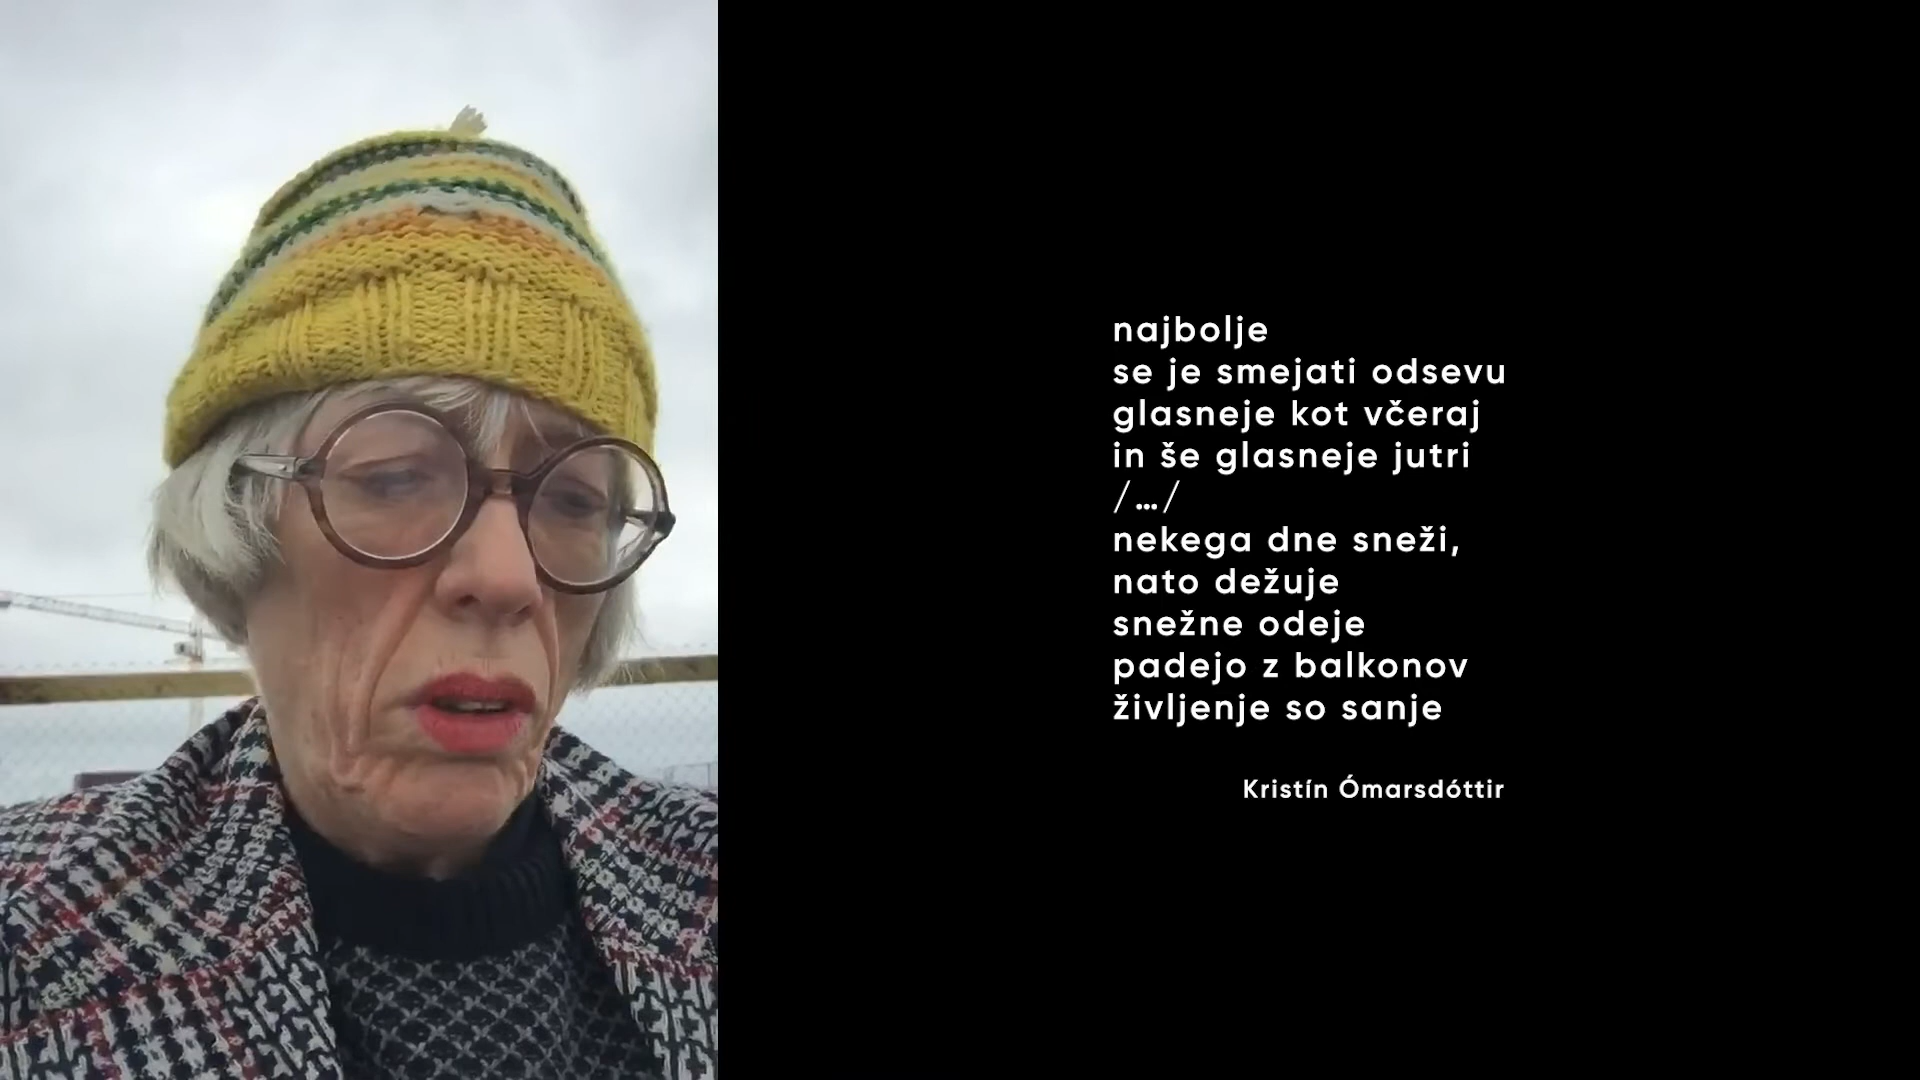 najbolje
se je smejati odsevu
glasneje kot včeraj
in še glasneje jutri
/…/
nekega dne sneži,
nato dežuje
snežne odeje
padejo z balkonov
življenje so sanje
Kristín Ómarsdóttir